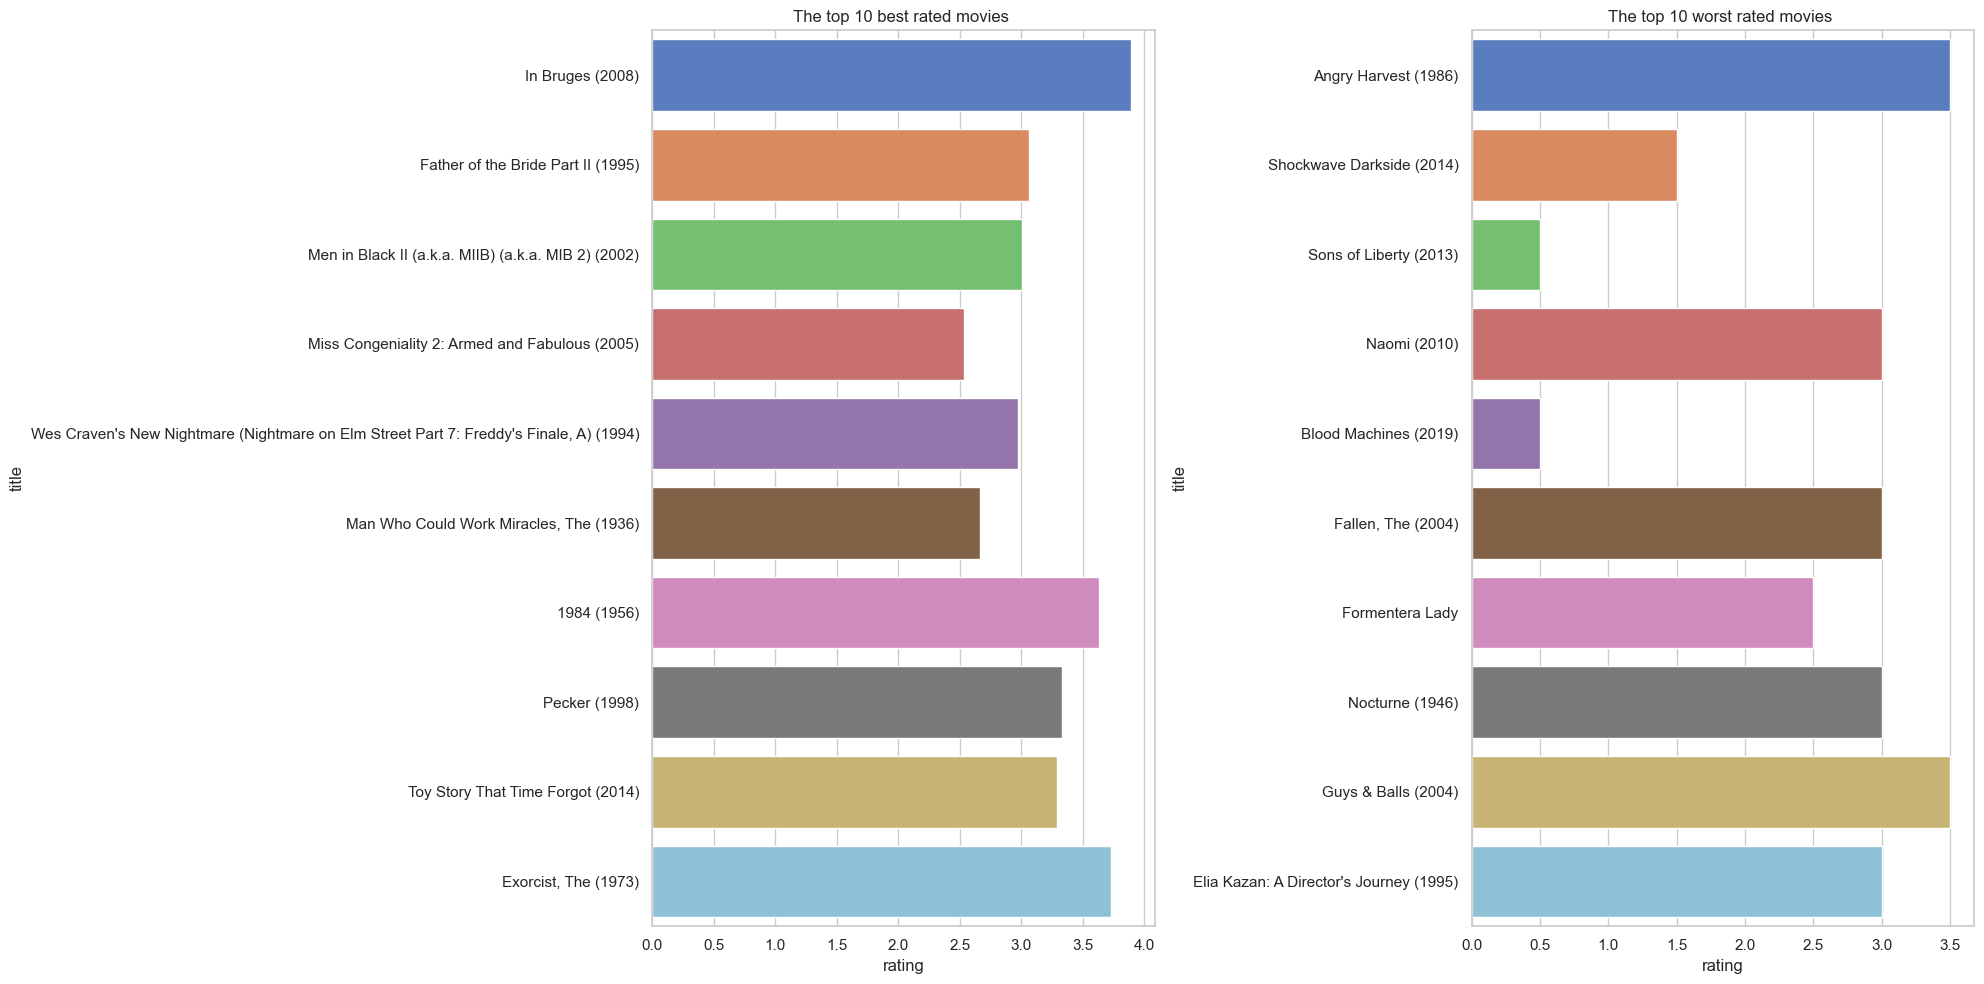 The top 10 best rated movies
title
In Bruges (2008)
Father of the Bride Part II (1995)
Men in Black II (a.k.a. MIIB) (a.k.a. MIB 2) (2002)
Miss Congeniality 2: Armed and Fabulous (2005)
Wes Craven's New Nightmare (Nightmare on Elm Street Part 7: Freddy's Finale, A) (1994)
Man Who Could Work Miracles, The (1936)
1984 (1956)
Pecker (1998)
Toy Story That Time Forgot (2014)
Exorcist, The (1973)
0.0 0.5 1.0 1.5 2.0 2.5 3.0 3.5 4.0
rating
The top 10 worst rated movies
title
Angry Harvest (1986)
Shockwave Darkside (2014)
Sons of Liberty (2013)
Naomi (2010)
Blood Machines (2019)
Fallen, The (2004)
Formentera Lady
Nocturne (1946)
Guys & Balls (2004)
Elia Kazan: A Director's Journey (1995)
0.0 0.5 1.0 1.5 2.0 2.5 3.0 3.5
rating